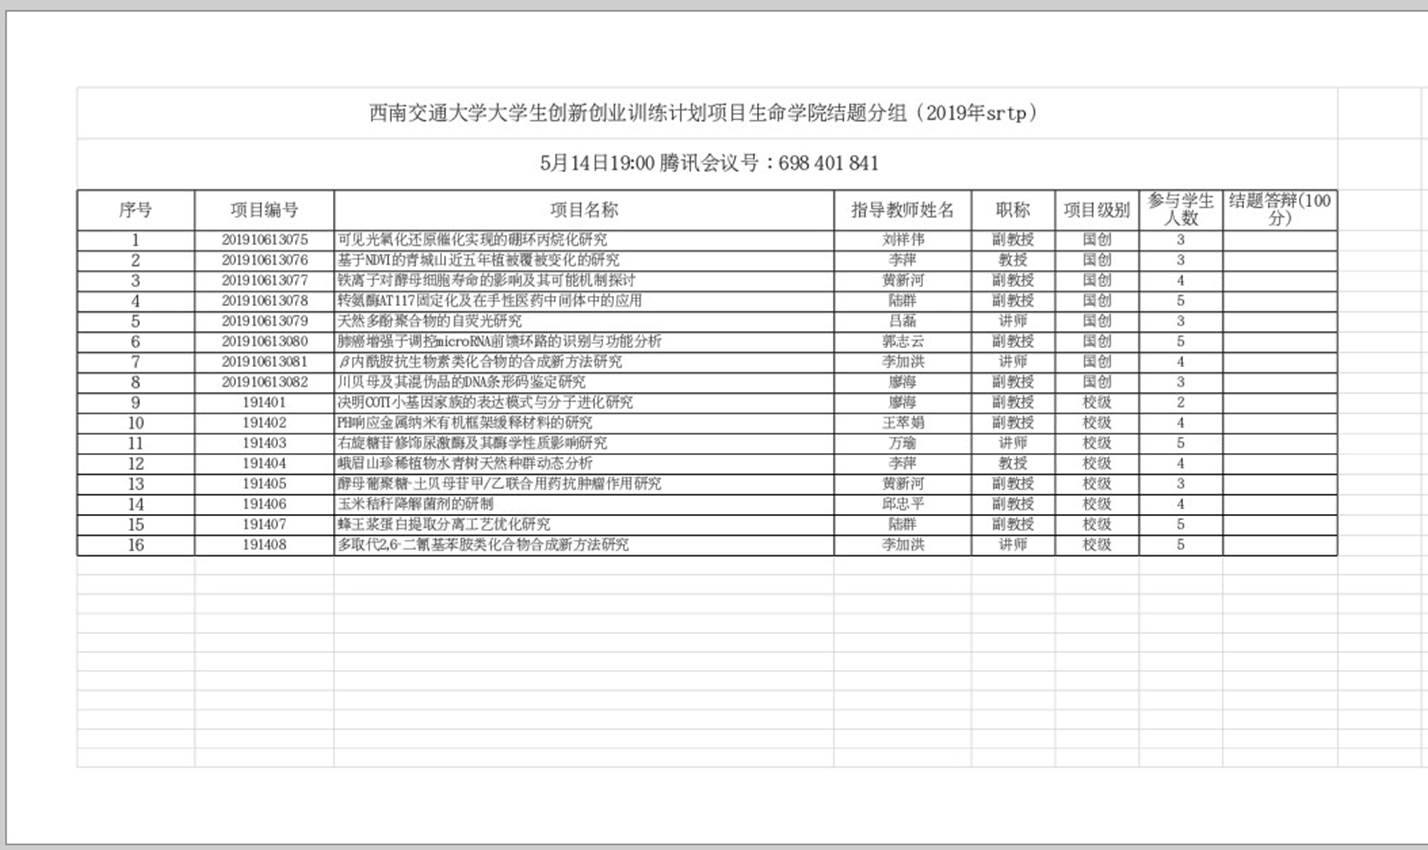 西南交通大学大学生创新创业训练计划项目生命学院结题分组（2019年srtp）
5月14日19:00 腾讯会议号：698 401 841
序号 项目编号 项目名称 指导教师姓名 职称 项目级别 参与学生人数 结题答辩(100分)
1 201910613075 可见光氧化还原催化实现的硼环丙烷化研究 刘祥伟 副教授 国创 3
2 201910613076 基于NDVI的青城山近五年植被覆被变化的研究 李萍 教授 国创 3
3 201910613077 铁离子对酵母细胞寿命的影响及其可能机制探讨 黄新河 副教授 国创 4
4 201910613078 转氨酶AT117固定化及在手性医药中间体中的应用 陆群 副教授 国创 5
5 201910613079 天然多酚聚合物的自荧光研究 吕磊 讲师 国创 3
6 201910613080 肺癌增强子调控microRNA前馈环路的识别与功能分析 郭志云 副教授 国创 5
7 201910613081 β内酰胺抗生物素类化合物的合成新方法研究 李加洪 讲师 国创 4
8 201910613082 川贝母及其混伪品的DNA条形码鉴定研究 廖海 副教授 国创 3
9 191401 决明COTI小基因家族的表达模式与分子进化研究 廖海 副教授 校级 2
10 191402 PH响应金属纳米有机框架缓释材料的研究 王萃娟 副教授 校级 4
11 191403 右旋糖苷修饰尿激酶及其酶学性质影响研究 万瑜 讲师 校级 5
12 191404 峨眉山珍稀植物水青树天然种群动态分析 李萍 教授 校级 4
13 191405 酵母葡聚糖-土贝母苷甲/乙联合用药抗肿瘤作用研究 黄新河 副教授 校级 3
14 191406 玉米秸秆降解菌剂的研制 邱忠平 副教授 校级 4
15 191407 蜂王浆蛋白提取分离工艺优化研究 陆群 副教授 校级 5
16 191408 多取代2,6-二氰基苯胺类化合物合成新方法研究 李加洪 讲师 校级 5